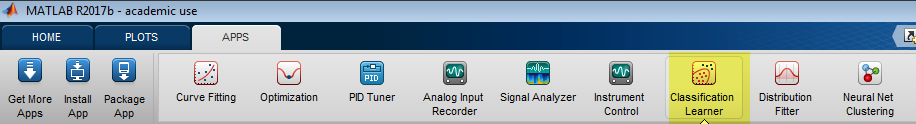 MATLAB R2017b - academic use
HOME PLOTS APPS
Get More Apps
Install App
Package App
Curve Fitting
Optimization
PID
PID Tuner
Analog Input
Recorder
Signal Analyzer
Instrument
Control
Classification
Learner
Distribution
Fitter
Neural Net
Clustering